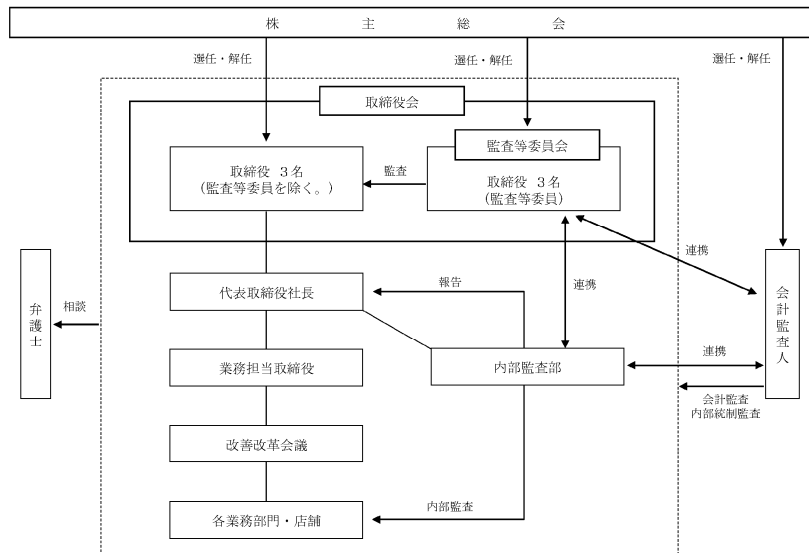 株主総会
選任・解任
選任・解任
選任・解任
取締役会
監査等委員会
取締役 3名
（監査等委員を除く。）
監査
取締役 3名
（監査等委員）
連携
代表取締役社長
報告
連携
弁護士
相談
会計監査人
業務担当取締役
内部監査部
連携
会計監査
内部統制監査
改善改革会議
各業務部門・店舗
内部監査